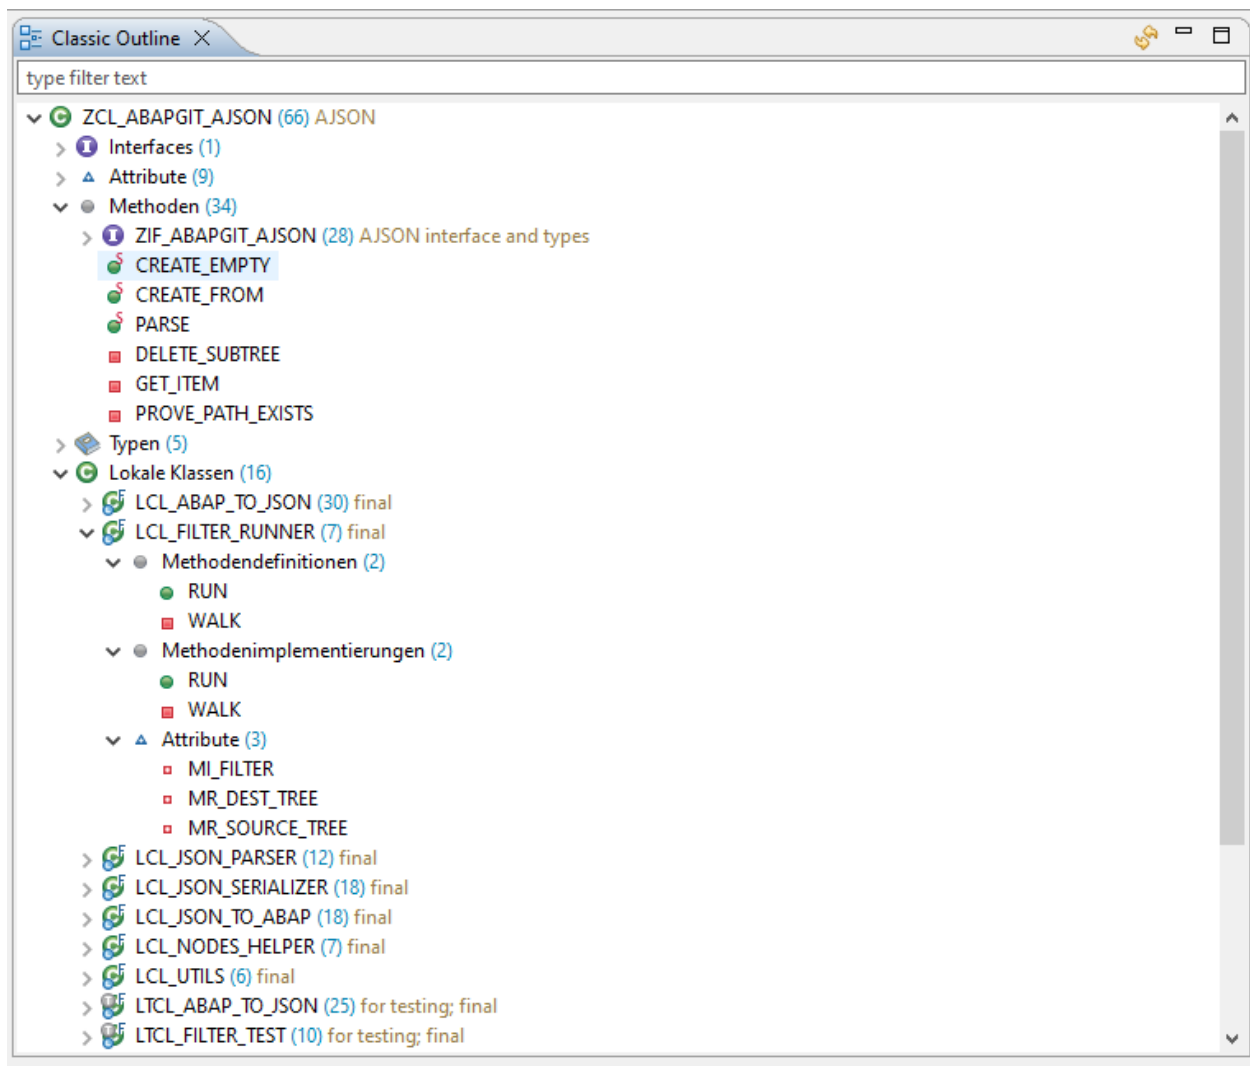 Classic Outline
type filter text
ZCL_ABAPGIT_AJSON (66) AJSON
Interfaces (1)
Attribute (9)
Methoden (34)
ZIF_ABAPGIT_AJSON (28) AJSON interface and types
CREATE_EMPTY
CREATE_FROM
PARSE
DELETE_SUBTREE
GET_ITEM
PROVE_PATH_EXISTS
Typen (5)
Lokale Klassen (16)
LCL_ABAP_TO_JSON (30) final
LCL_FILTER_RUNNER (7) final
Methodendefinitionen (2)
RUN
WALK
Methodenimplementierungen (2)
RUN
WALK
Attribute (3)
MI_FILTER
MR_DEST_TREE
MR_SOURCE_TREE
LCL_JSON_PARSER (12) final
LCL_JSON_SERIALIZER (18) final
LCL_JSON_TO_ABAP (18) final
LCL_NODES_HELPER (7) final
LCL_UTILS (6) final
LTCL_ABAP_TO_JSON (25) for testing; final
LTCL_FILTER_TEST (10) for testing; final